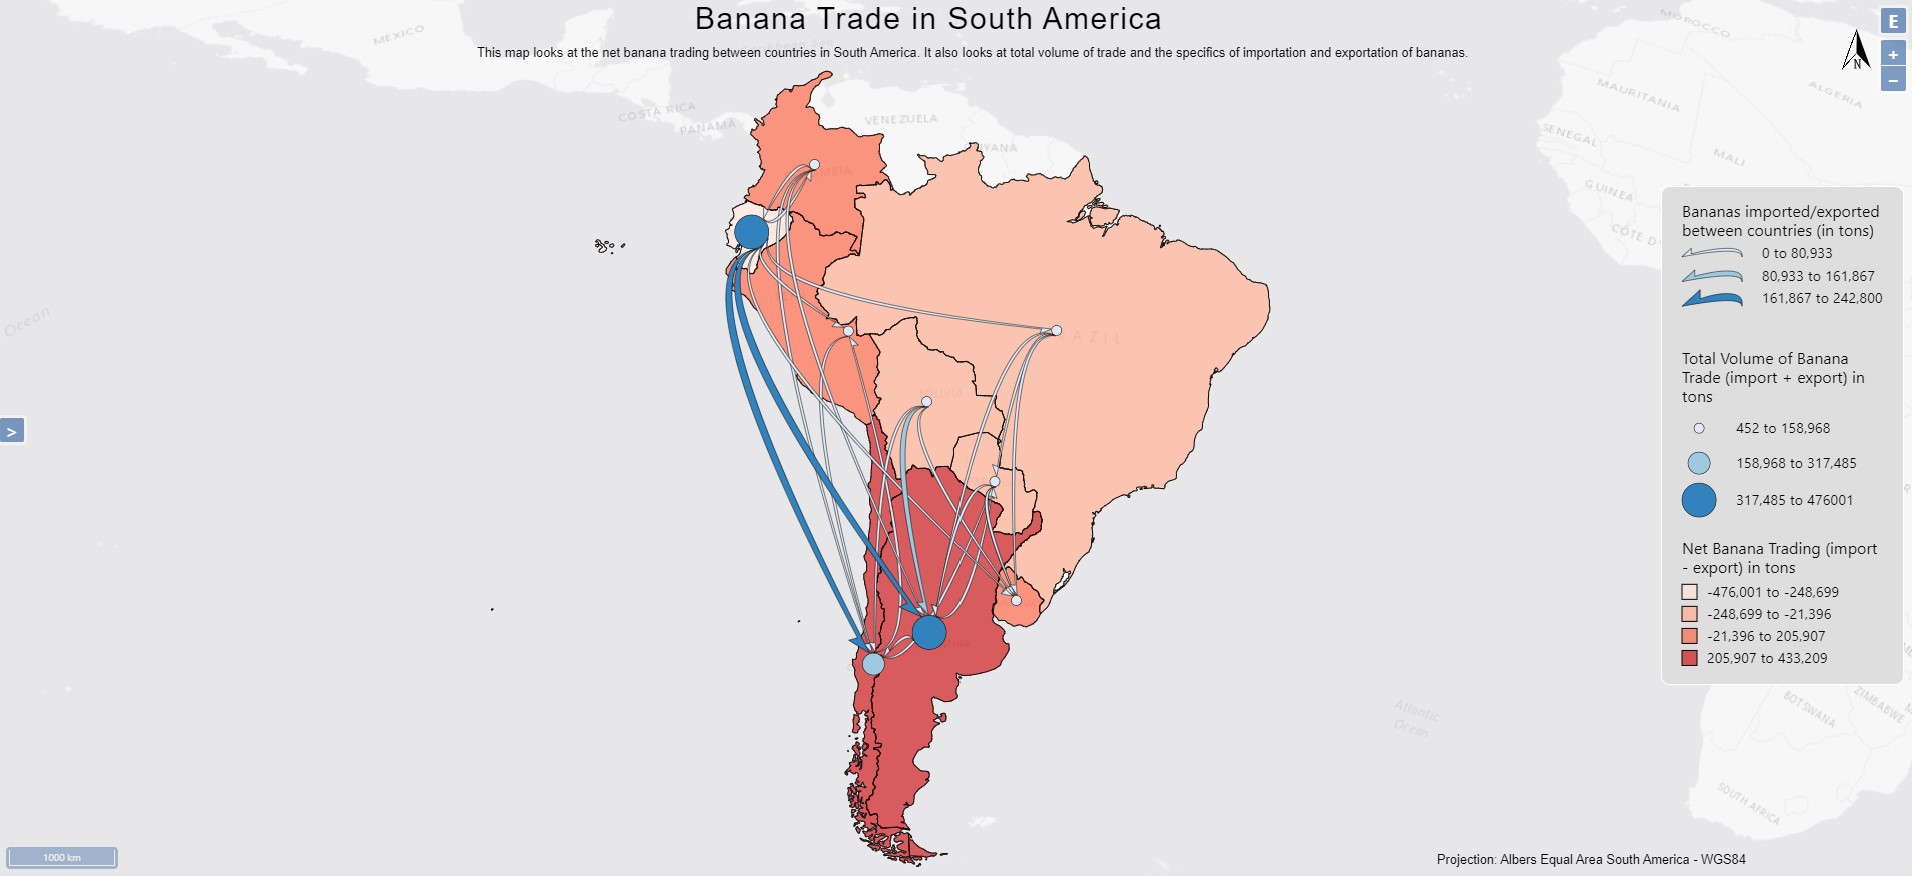 Banana Trade in South America
This map looks at the net banana trading between countries in South America. It also looks at total volume of trade and the specifics of importation and exportation of bananas.
E
+
−
N
MÉXICO
COSTA RICA
PANAMÁ
VENEZUELA
MOROCCO
ALGERIA
MAURITANIA
SENEGAL
MALI
GUINEA
CÔTE D'
Ocean
>
Bananas imported/exported
between countries (in tons)
0 to 80,933
80,933 to 161,867
161,867 to 242,800
Total Volume of Banana
Trade (import + export) in
tons
452 to 158,968
158,968 to 317,485
317,485 to 476001
Net Banana Trading (import
- export) in tons
-476,001 to -248,699
-248,699 to -21,396
-21,396 to 205,907
205,907 to 433,209
BOLIVIA
Atlantic
Ocean
BOTSWANA
ZIMBABWE
SOUTH AFRICA
1000 km
Projection: Albers Equal Area South America - WGS84